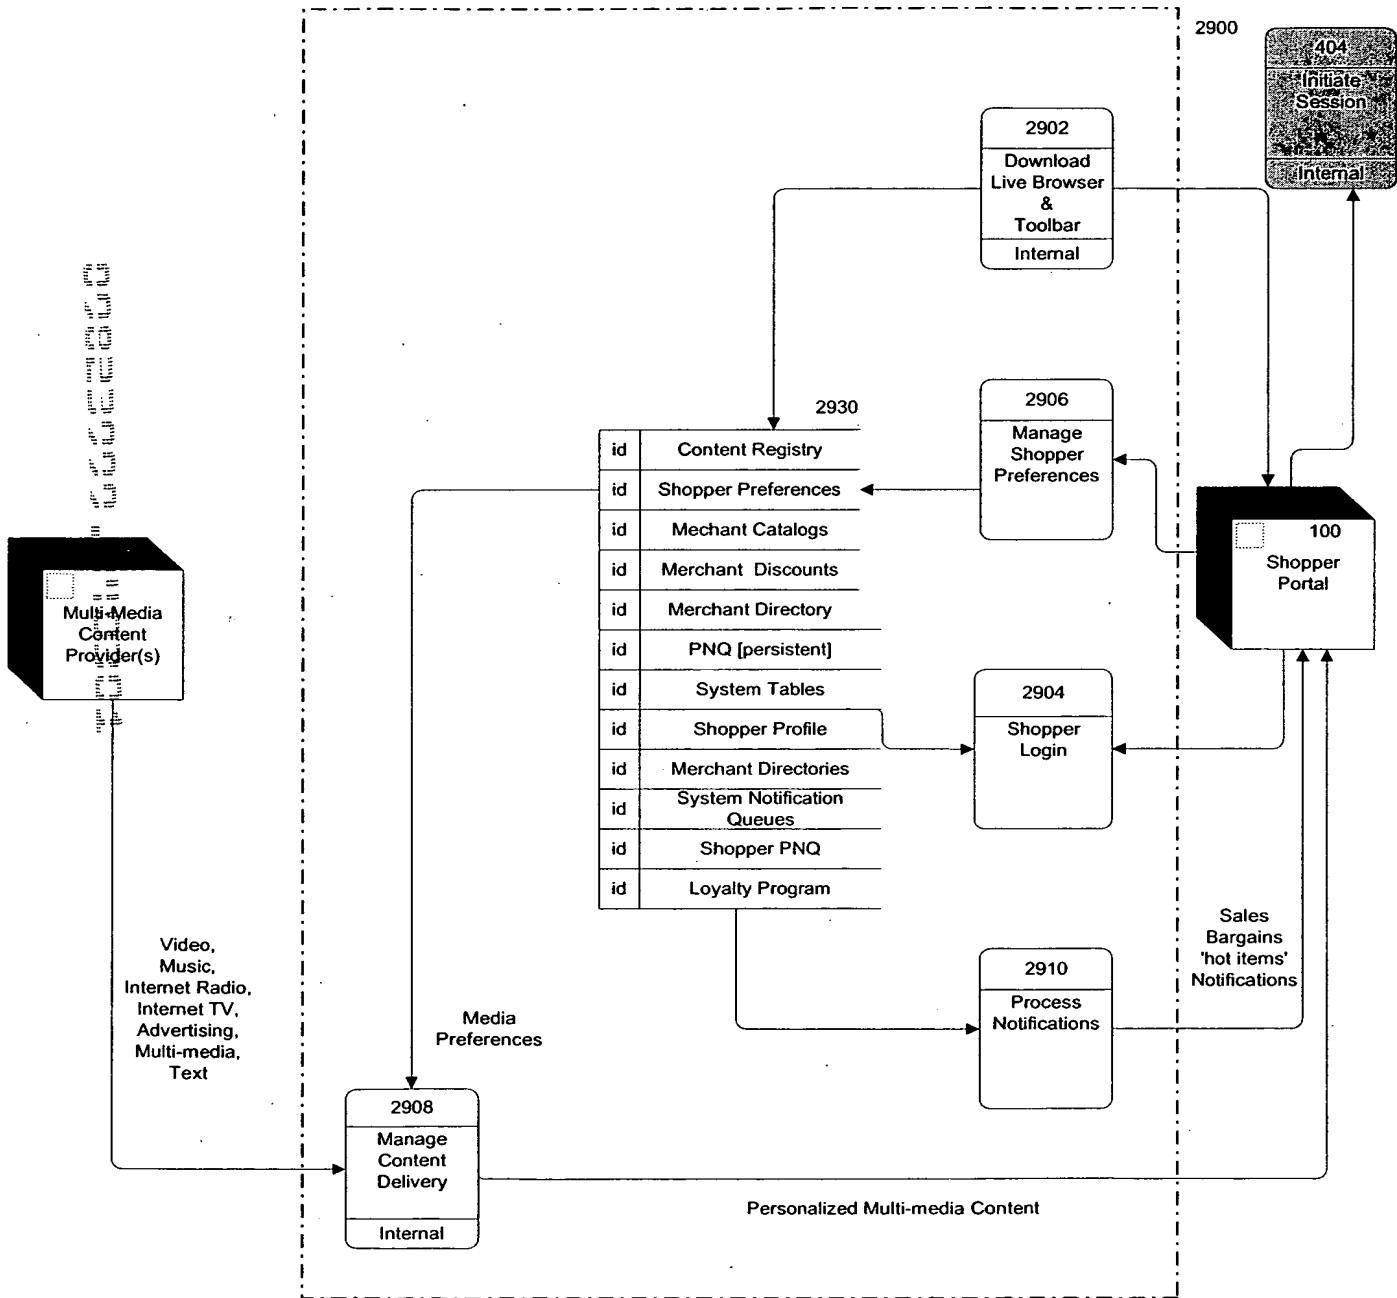 2900
404
Initiate
Session
Internal
2902
Download
Live Browser
&
Toolbar
Internal
2930
id Content Registry
id Shopper Preferences
id Mechant Catalogs
id Merchant Discounts
id Merchant Directory
id PNQ [persistent]
id System Tables
id Shopper Profile
id Merchant Directories
id System Notification
Queues
id Shopper PNQ
id Loyalty Program
2906
Manage
Shopper
Preferences
100
Shopper
Portal
Multi-Media
Content
Provider(s)
2904
Shopper
Login
2910
Process
Notifications
Sales
Bargains
'hot items'
Notifications
Video,
Music,
Internet Radio,
Internet TV,
Advertising,
Multi-media,
Text
Media
Preferences
2908
Manage
Content
Delivery
Internal
Personalized Multi-media Content